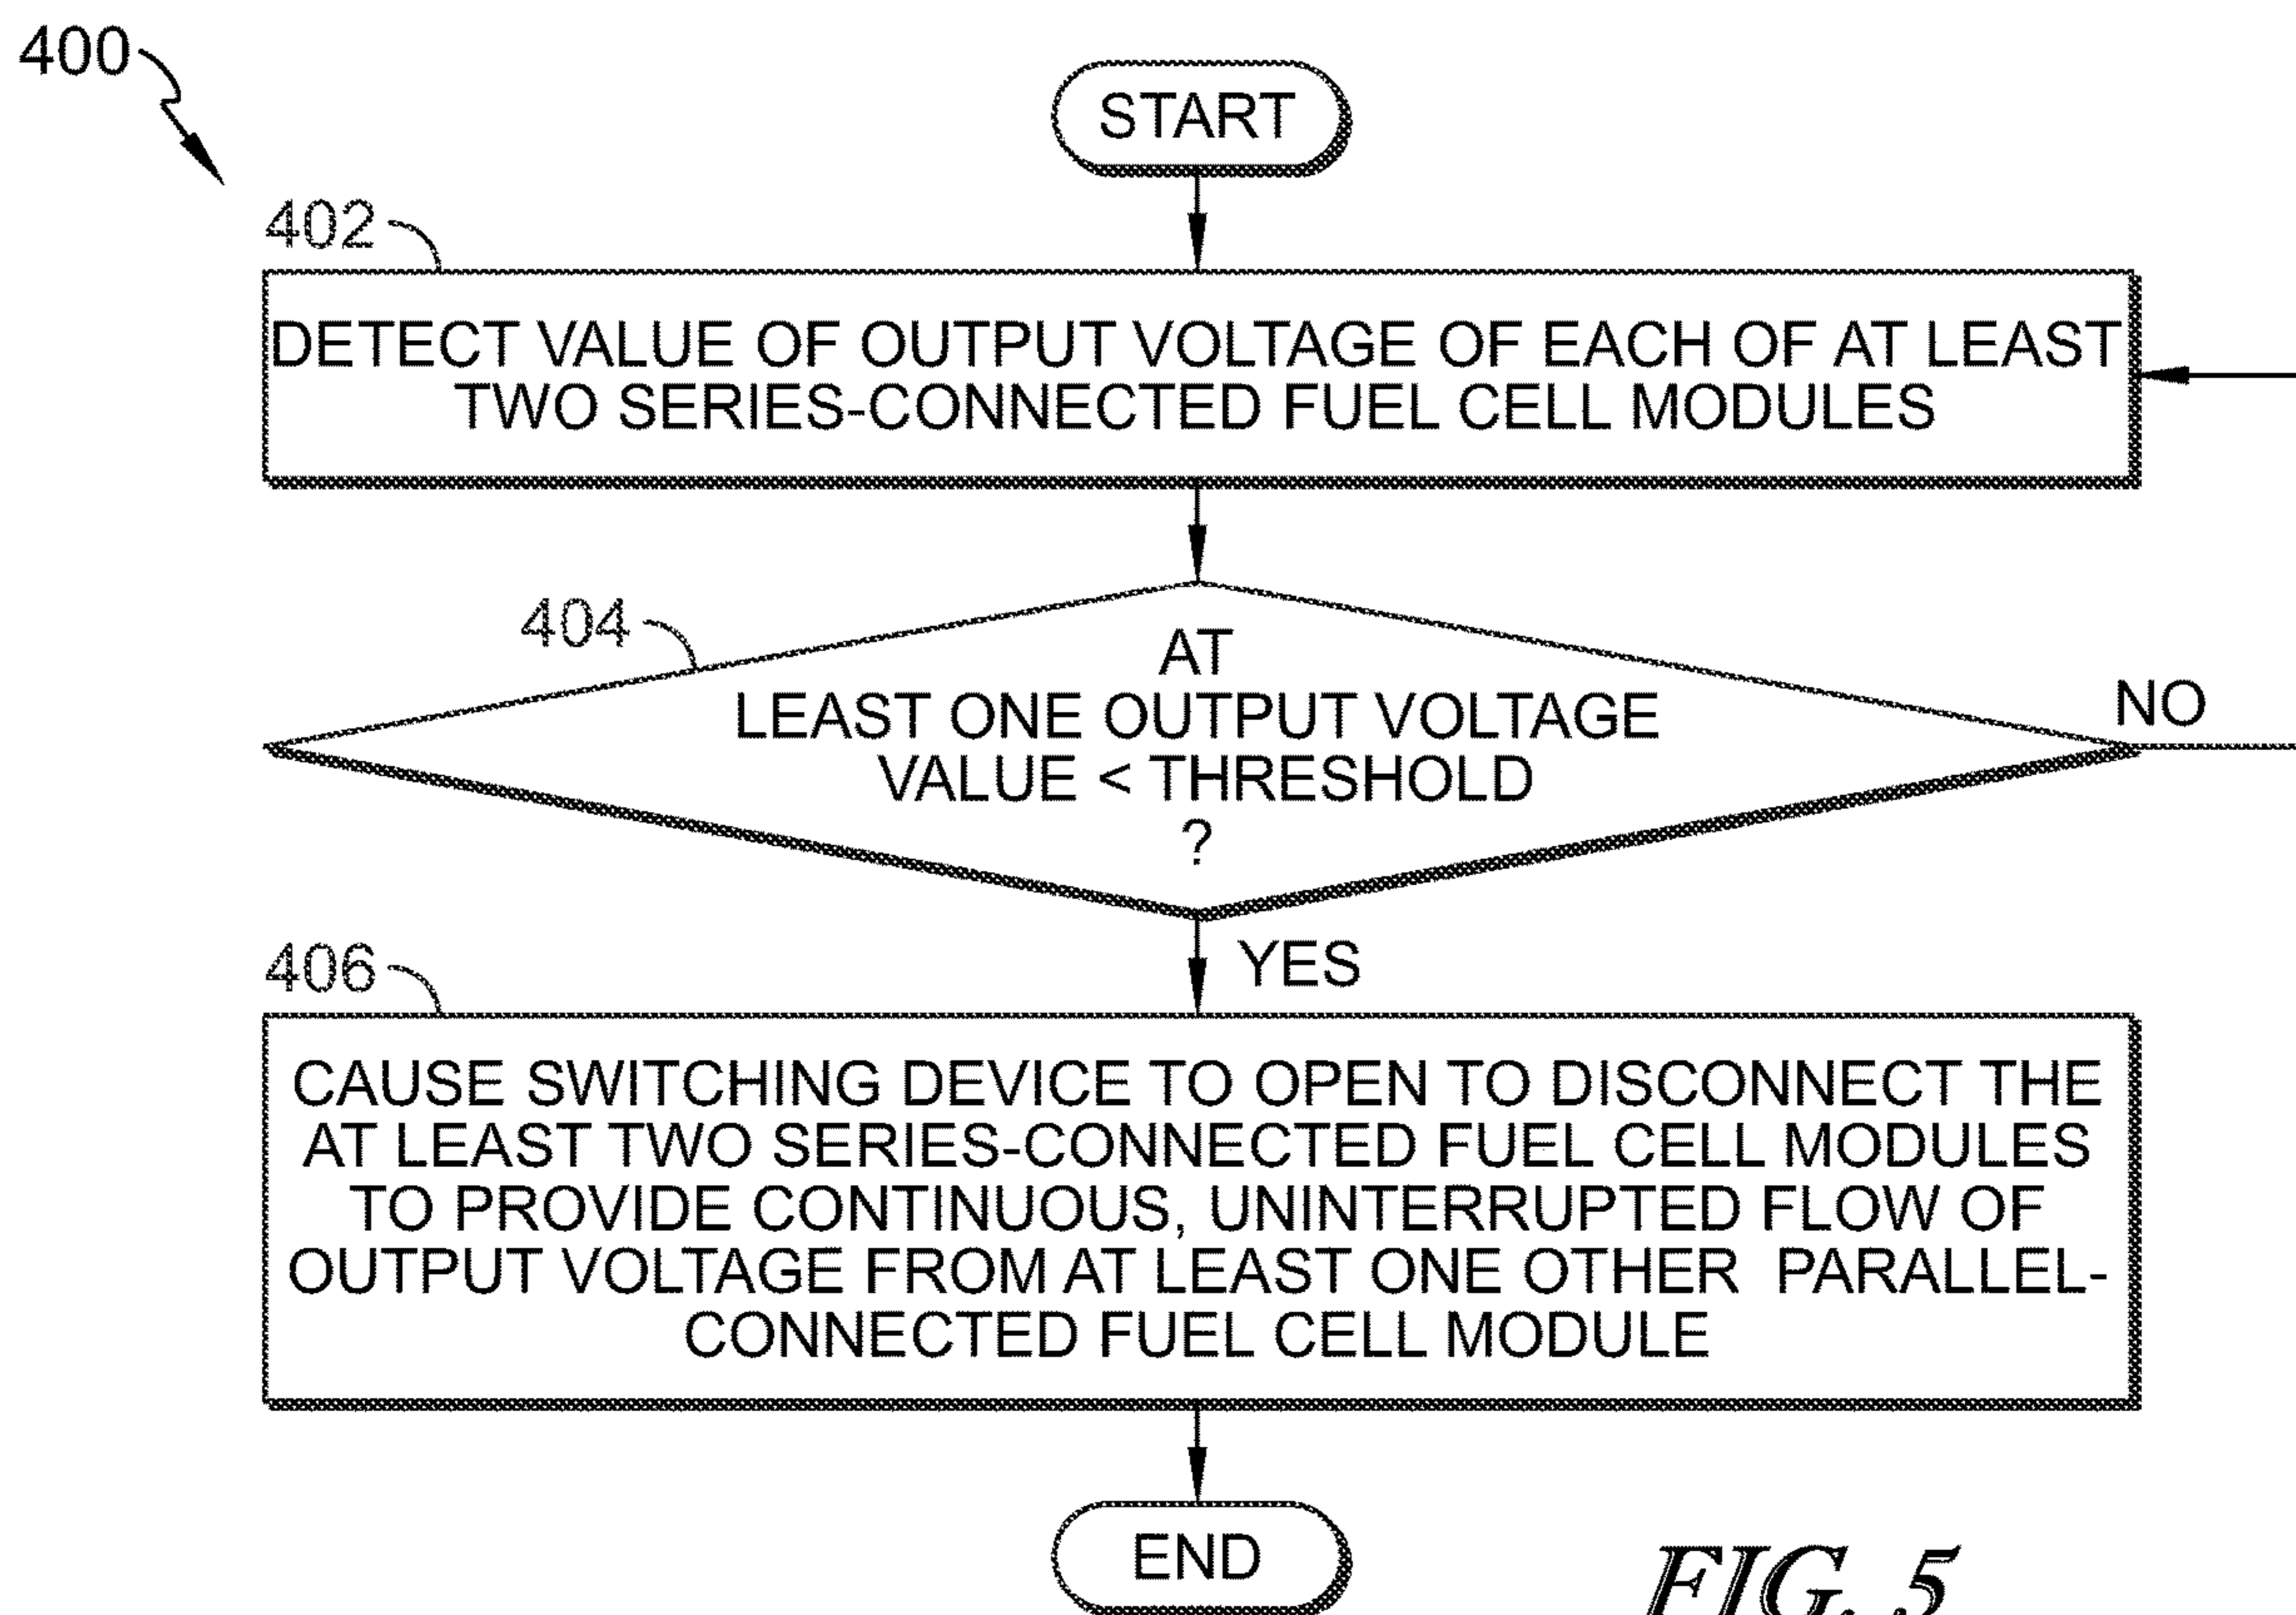 400
START
402
DETECT VALUE OF OUTPUT VOLTAGE OF EACH OF AT LEAST
TWO SERIES-CONNECTED FUEL CELL MODULES
404
AT
LEAST ONE OUTPUT VOLTAGE
VALUE < THRESHOLD
?
NO
YES
406
CAUSE SWITCHING DEVICE TO OPEN TO DISCONNECT THE
AT LEAST TWO SERIES-CONNECTED FUEL CELL MODULES
TO PROVIDE CONTINUOUS, UNINTERRUPTED FLOW OF
OUTPUT VOLTAGE FROM AT LEAST ONE OTHER PARALLEL-
CONNECTED FUEL CELL MODULE
END
FIG. 5